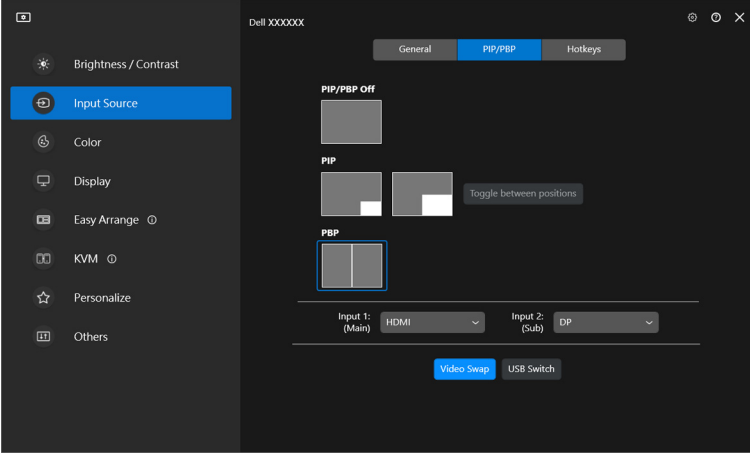 Dell XXXXXX
General
PIP/PBP
Hotkeys
Brightness / Contrast
Input Source
Color
Display
Easy Arrange
KVM
Personalize
Others
PIP/PBP Off
PIP
Toggle between positions
PBP
Input 1:
(Main)
HDMI
Input 2:
(Sub)
DP
Video Swap
USB Switch